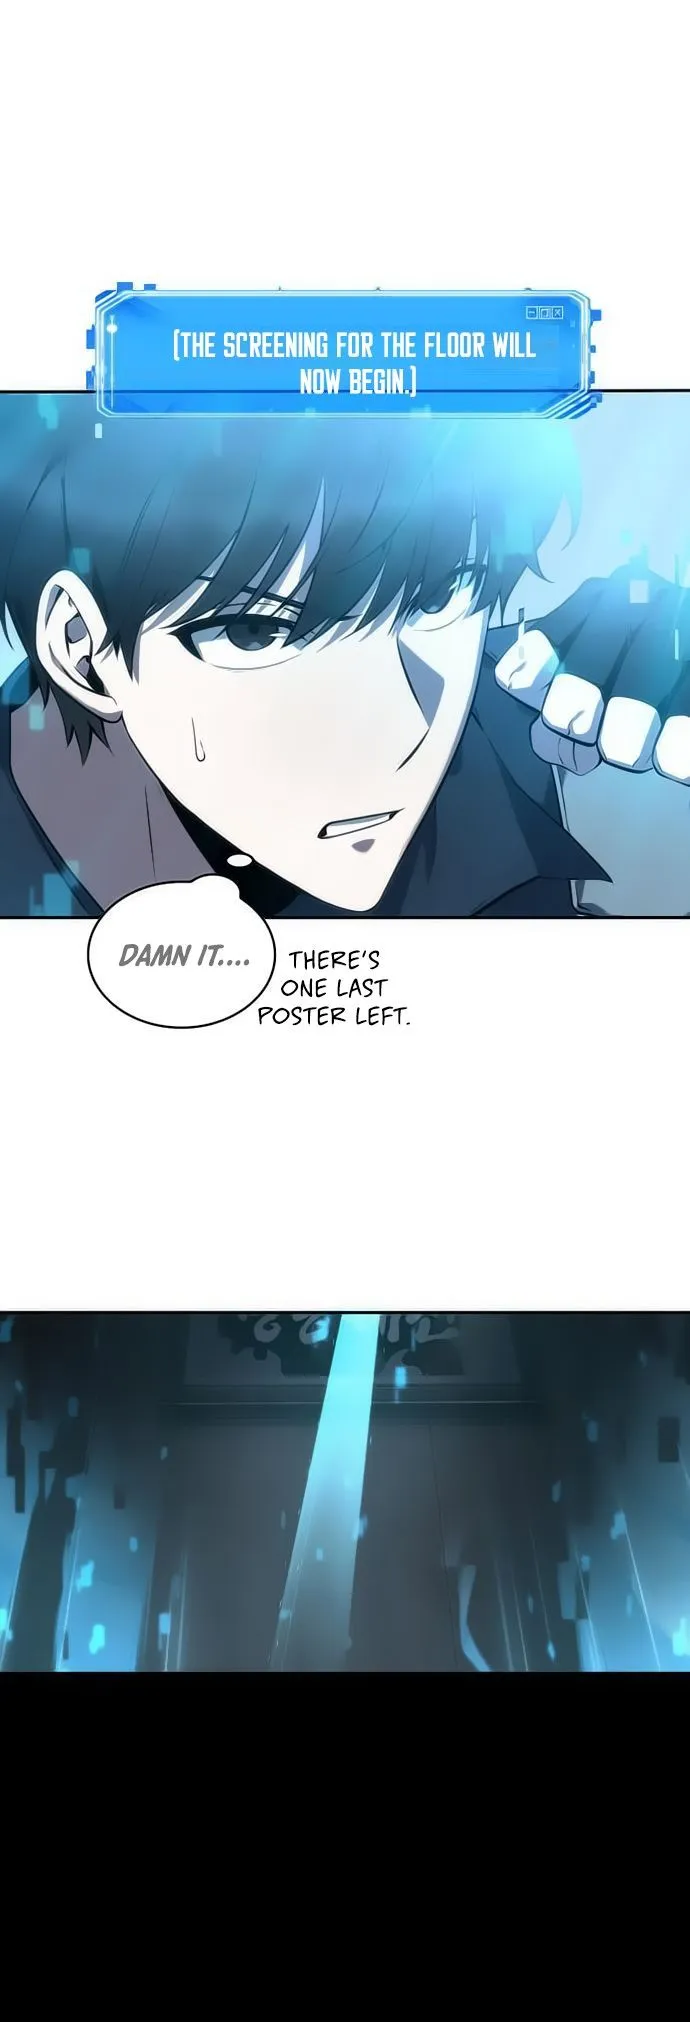 [THE SCREENING FOR THE FLOOR WILL
NOW BEGIN.]
DAMN IT....
THERE'S
ONE LAST
POSTER LEFT.